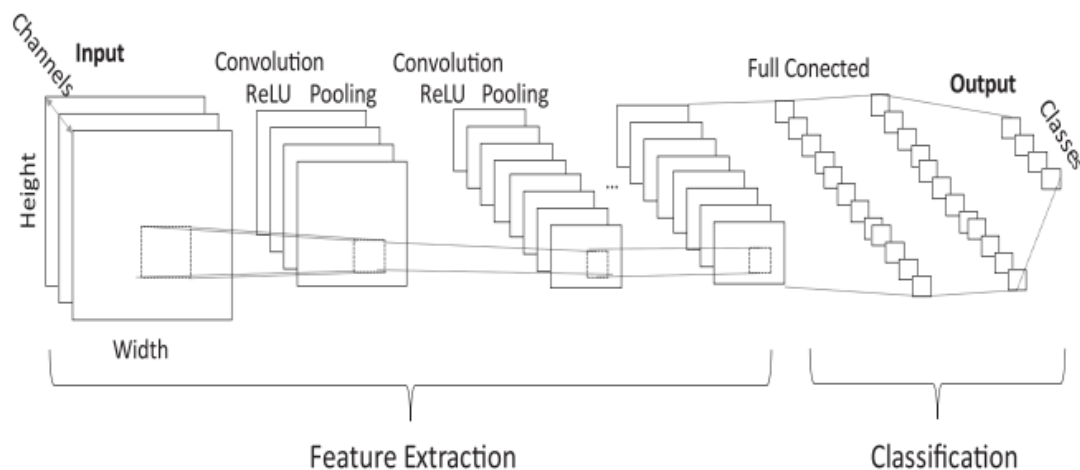 Channels
Input
Height
Width
Convolution
ReLU Pooling
Convolution
ReLU Pooling
...
Full Conected
Output
Classes
Feature Extraction
Classification